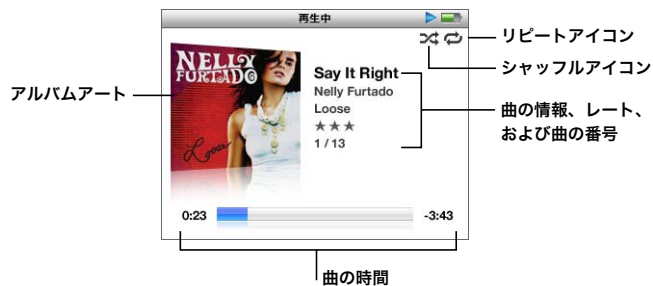 再生中
リピートアイコン
シャッフルアイコン
アルバムアート
NELLY
FURTADO
Loose
Say It Right
Nelly Furtado
Loose
★★★
1 / 13
曲の情報、レート、
および曲の番号
0:23
-3:43
曲の時間